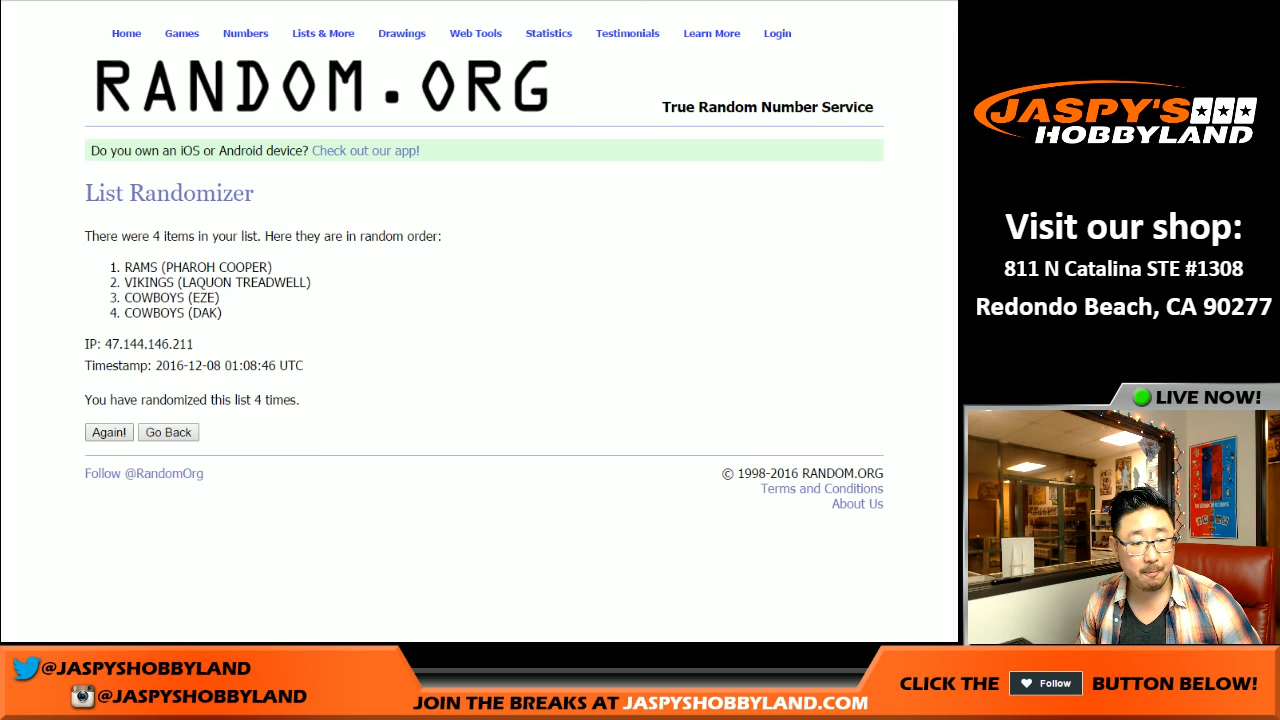 Home Games Numbers Lists & More Drawings Web Tools Statistics Testimonials Learn More Login
RANDOM.ORG
True Random Number Service
Do you own an iOS or Android device? Check out our app!
List Randomizer
There were 4 items in your list. Here they are in random order:
1. RAMS (PHAROH COOPER)
2. VIKINGS (LAQUON TREADWELL)
3. COWBOYS (EZE)
4. COWBOYS (DAK)
IP: 47.144.146.211
Timestamp: 2016-12-08 01:08:46 UTC
You have randomized this list 4 times.
Again! Go Back
Follow @RandomOrg
© 1998-2016 RANDOM.ORG
Terms and Conditions
About Us
JASPY'S
HOBBYLAND
Visit our shop:
811 N Catalina STE #1308
Redondo Beach, CA 90277
LIVE NOW!
@JASPYSHOBBYLAND
@JASPYSHOBBYLAND
JOIN THE BREAKS AT JASPYSHOBBYLAND.COM
CLICK THE Follow BUTTON BELOW!